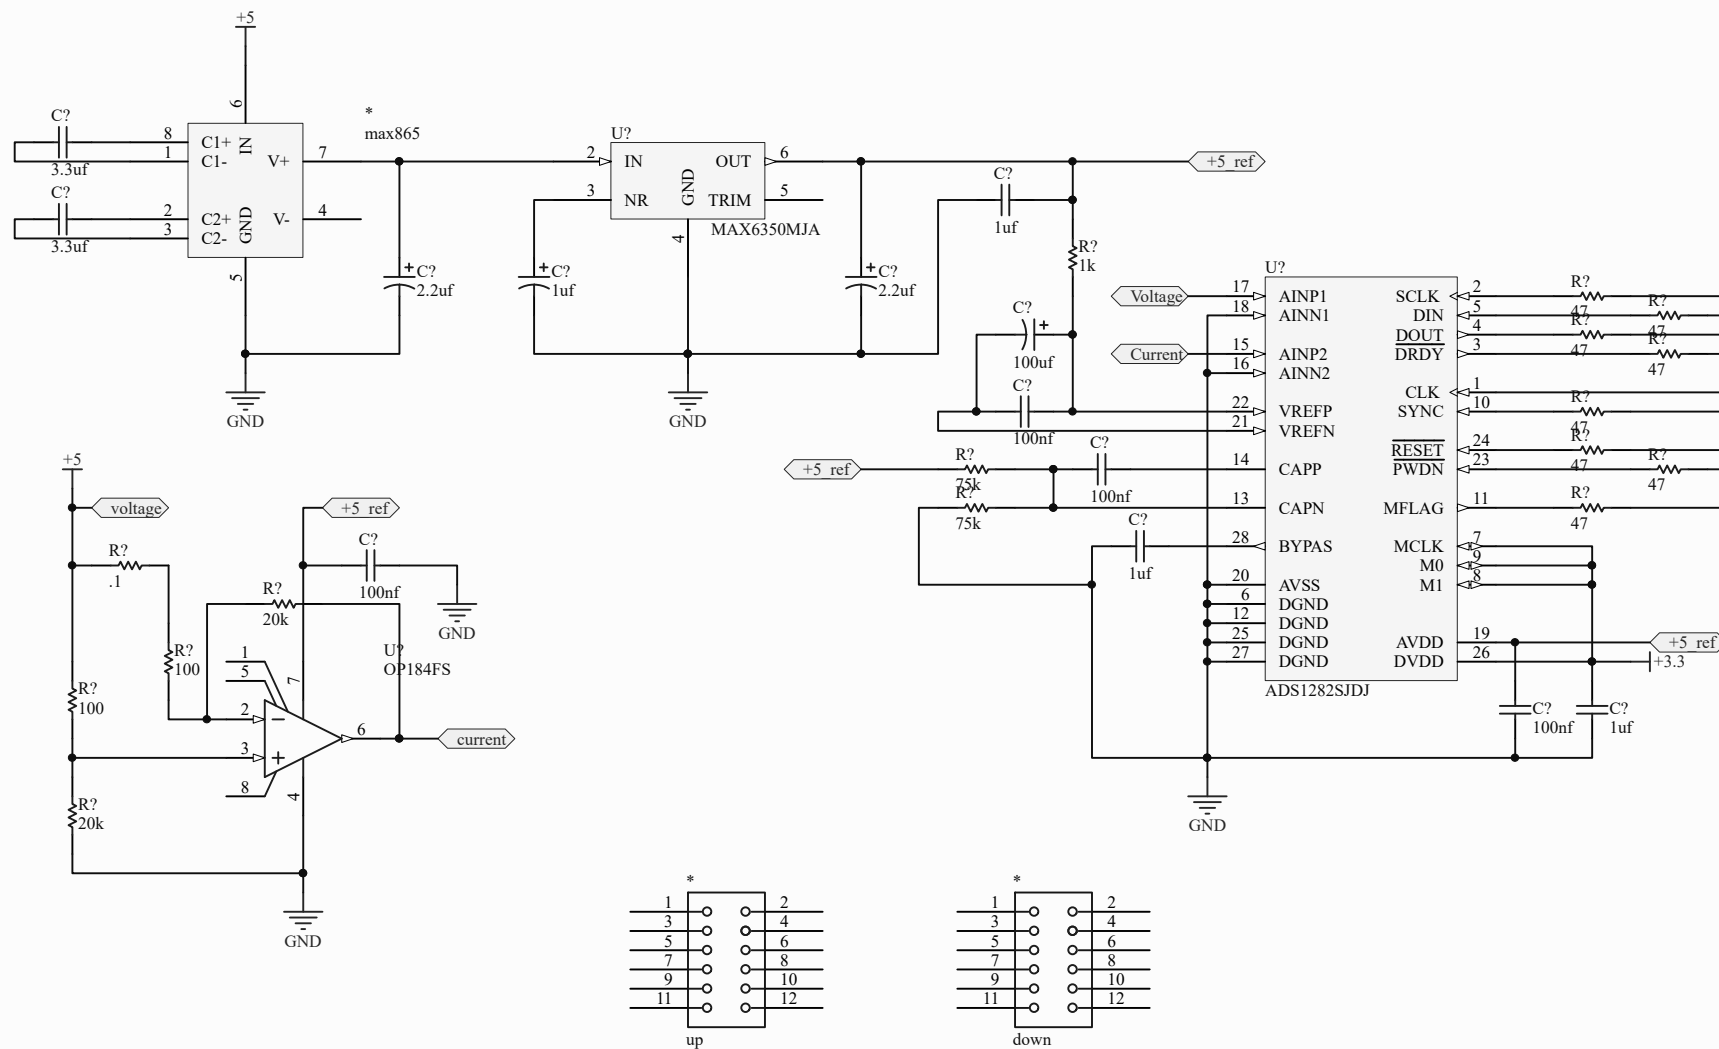 +5
6
C?
3.3uf
8
1
C1+
C1-
IN
V+
7
*
max865
C?
3.3uf
2
3
C2+
C2-
GND
V-
4
5
C?
2.2uf
GND
U?
2
IN
OUT
6
3
NR
GND
TRIM
5
4
MAX6350MJA
C?
1uf
C?
2.2uf
GND
+5_ref
C?
1uf
R?
1k
C?
100uf
C?
100nf
U?
Voltage
17
AINP1
18
AINN1
Current
15
AINP2
16
AINN2
22
VREFP
21
VREFN
+5_ref
R?
75k
C?
100nf
14
CAPP
R?
75k
13
CAPN
C?
1uf
28
BYPAS
20
AVSS
6
DGND
12
DGND
25
DGND
27
DGND
ADS1282SJDJ
GND
SCLK
2
R?
47
DIN
5
R?
47
DOUT
4
R?
47
DRDY
3
R?
47
CLK
1
SYNC
10
R?
47
RESET
24
R?
47
PWDN
23
R?
47
MFLAG
11
R?
47
MCLK
7
M0
9
M1
8
AVDD
19
+5_ref
DVDD
26
+3.3
C?
100nf
C?
1uf
+5
voltage
+5_ref
R?
.1
C?
100nf
GND
R?
20k
R?
100
1
5
7
U?
OP184FS
R?
100
2
3
6
current
8
4
R?
20k
GND
*
1 2
3 4
5 6
7 8
9 10
11 12
up
*
1 2
3 4
5 6
7 8
9 10
11 12
down